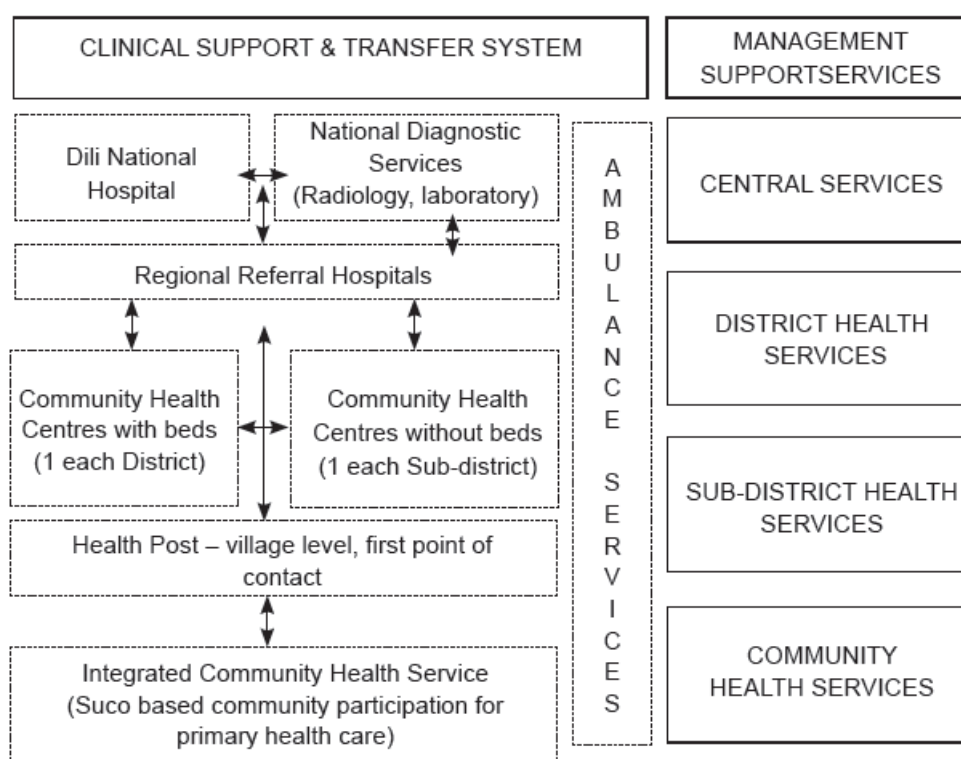 CLINICAL SUPPORT & TRANSFER SYSTEM
MANAGEMENT
SUPPORTSERVICES
Dili National
Hospital
National Diagnostic
Services
(Radiology, laboratory)
Regional Referral Hospitals
Community Health
Centres with beds
(1 each District)
Community Health
Centres without beds
(1 each Sub-district)
Health Post – village level, first point of
contact
Integrated Community Health Service
(Suco based community participation for
primary health care)
A
M
B
U
L
A
N
C
E
S
E
R
V
I
C
E
S
CENTRAL SERVICES
DISTRICT HEALTH
SERVICES
SUB-DISTRICT HEALTH
SERVICES
COMMUNITY
HEALTH SERVICES